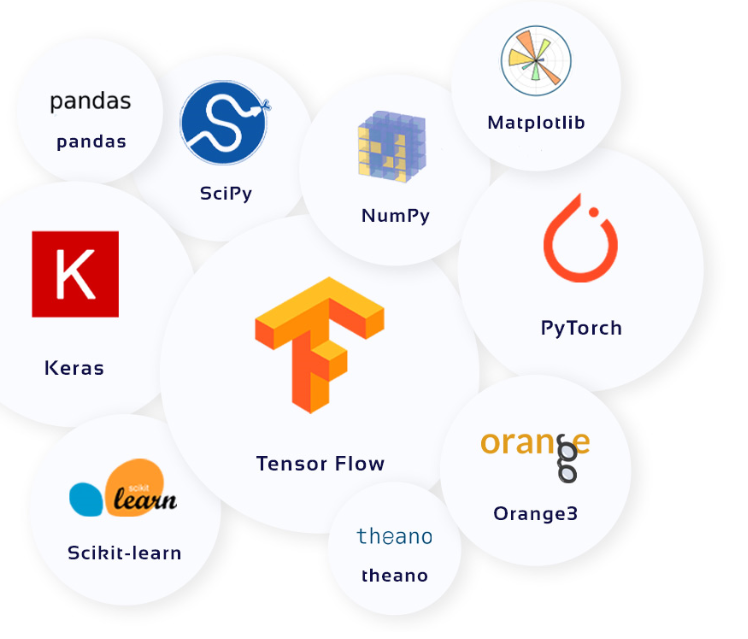 pandas
pandas
SciPy
NumPy
Matplotlib
K
Keras
Tensor Flow
PyTorch
scikit
learn
Scikit-learn
orange
Orange3
theano
theano